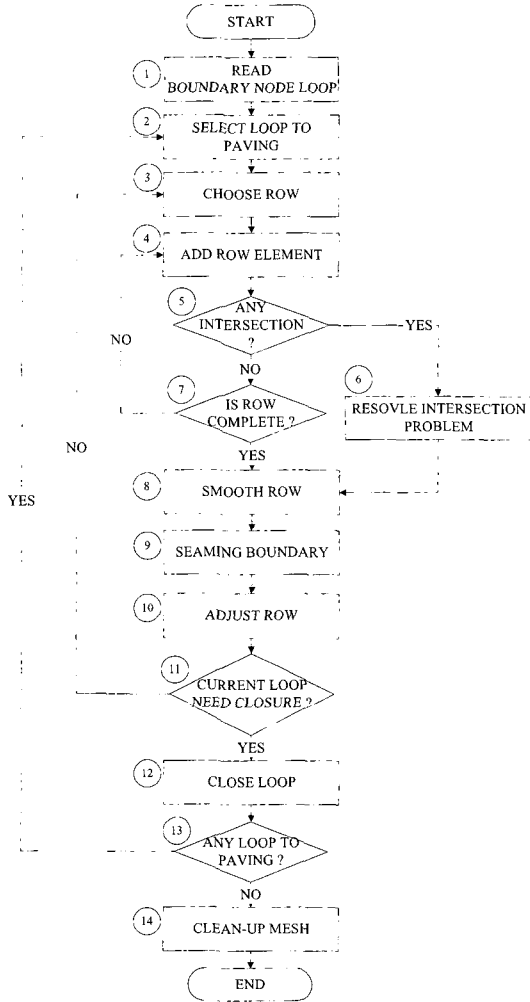 START
1
READ
BOUNDARY NODE LOOP
2
SELECT LOOP TO
PAVING
3
CHOOSE ROW
4
ADD ROW ELEMENT
5
ANY
INTERSECTION
?
YES
NO
NO
7
IS ROW
COMPLETE ?
6
RESOVLE INTERSECTION
PROBLEM
YES
NO
8
SMOOTH ROW
YES
9
SEAMING BOUNDARY
10
ADJUST ROW
11
CURRENT LOOP
NEED CLOSURE ?
YES
12
CLOSE LOOP
13
ANY LOOP TO
PAVING ?
NO
14
CLEAN-UP MESH
END